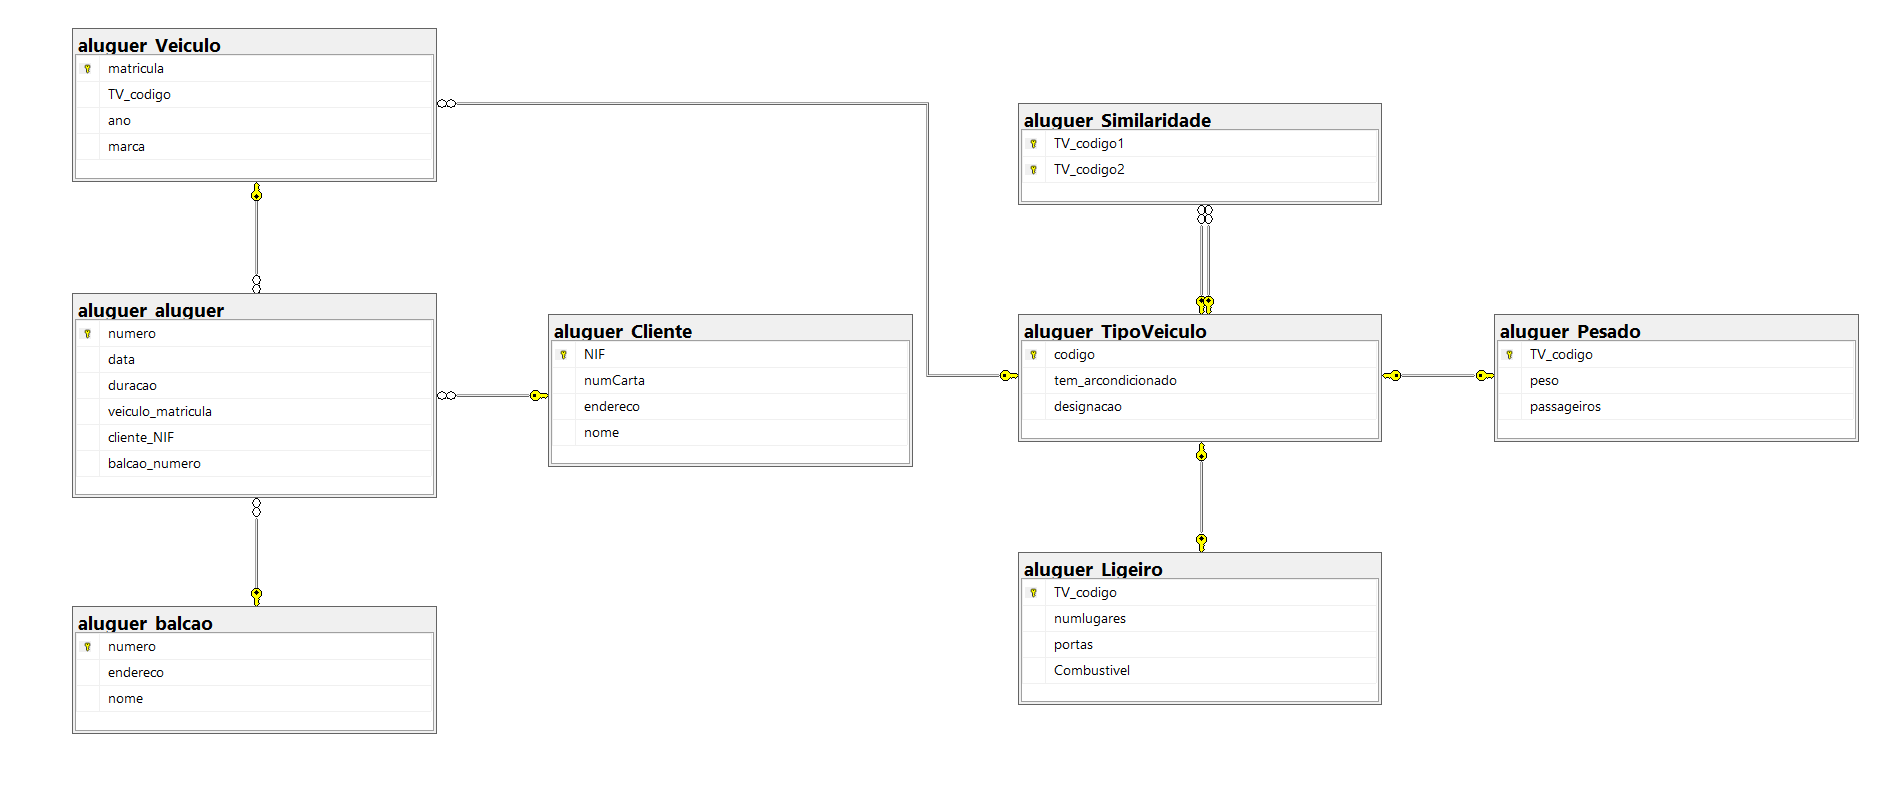 aluguer_Veiculo
matricula
TV_codigo
ano
marca
aluguer_aluguer
numero
data
duracao
veiculo_matricula
cliente_NIF
balcao_numero
aluguer_balcao
numero
endereco
nome
aluguer_Cliente
NIF
numCarta
endereco
nome
aluguer_Similaridade
TV_codigo1
TV_codigo2
aluguer_TipoVeiculo
codigo
tem_arcondicionado
designacao
aluguer_Ligeiro
TV_codigo
numlugares
portas
Combustivel
aluguer_Pesado
TV_codigo
peso
passageiros